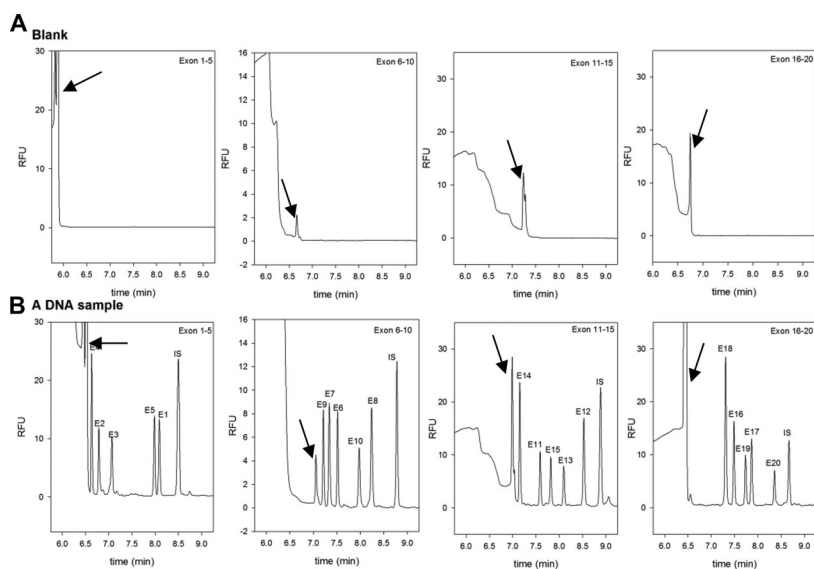 A
Blank
Exon 1-5
Exon 6-10
Exon 11-15
Exon 16-20
RFU
30
20
10
0
6.0 6.5 7.0 7.5 8.0 8.5 9.0
time (min)
RFU
16
14
12
10
8
6
4
2
0
-2
6.0 6.5 7.0 7.5 8.0 8.5 9.0
time (min)
RFU
30
20
10
0
6.0 6.5 7.0 7.5 8.0 8.5 9.0
time (min)
RFU
30
20
10
0
6.0 6.5 7.0 7.5 8.0 8.5 9.0
time (min)
B
A DNA sample
Exon 1-5
RFU
30
20
10
0
E2
E3
E5
E1
IS
6.0 6.5 7.0 7.5 8.0 8.5 9.0
time (min)
Exon 6-10
RFU
16
14
12
10
8
6
4
2
0
-2
E9
E7
E6
E10
E8
IS
6.0 6.5 7.0 7.5 8.0 8.5 9.0
time (min)
Exon 11-15
RFU
30
20
10
0
E14
E11
E15
E13
E12
IS
6.0 6.5 7.0 7.5 8.0 8.5 9.0
time (min)
Exon 16-20
RFU
30
20
10
0
E18
E16
E19
E17
E20
IS
6.0 6.5 7.0 7.5 8.0 8.5 9.0
time (min)